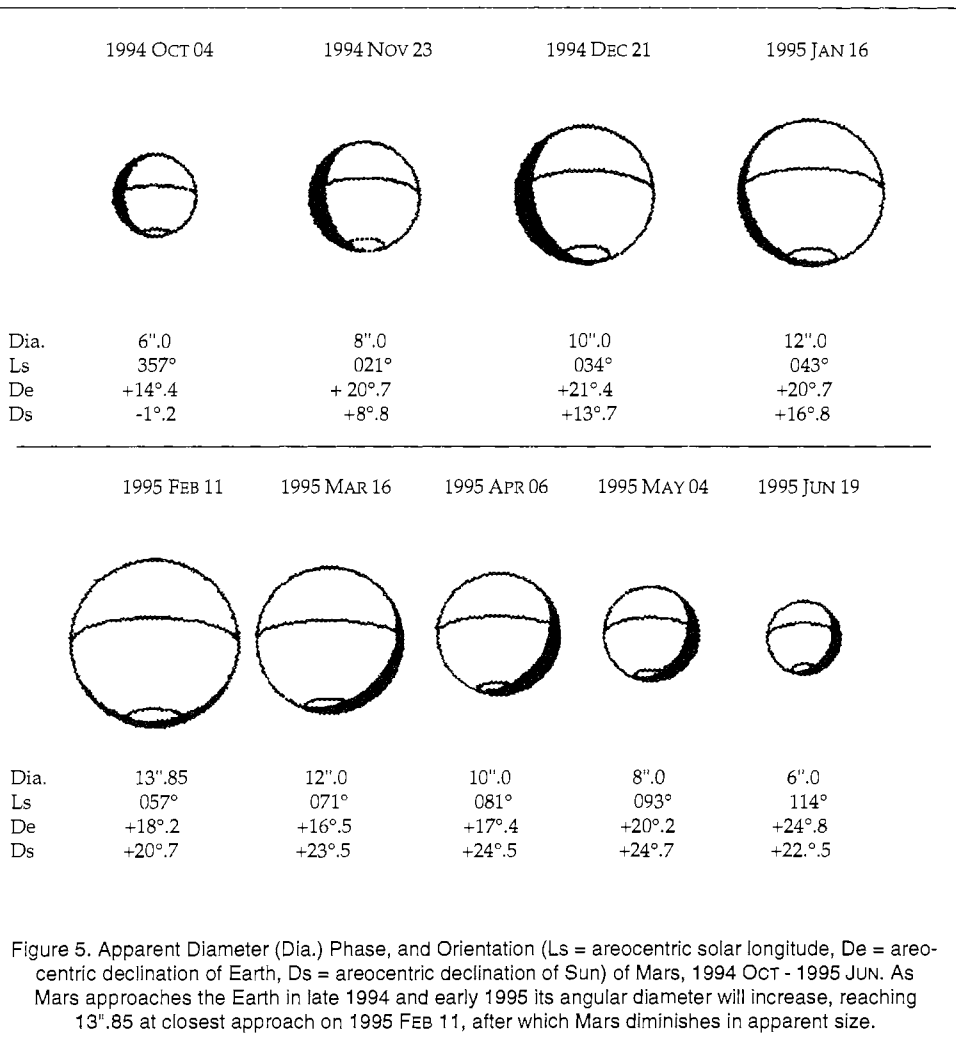 1994 OCT 04 1994 NOV 23 1994 DEC 21 1995 JAN 16
Dia. 6".0 8".0 10".0 12".0
Ls 357° 021° 034° 043°
De +14°.4 + 20°.7 +21°.4 +20°.7
Ds -1°.2 +8°.8 +13°.7 +16°.8
1995 FEB 11 1995 MAR 16 1995 APR 06 1995 MAY 04 1995 JUN 19
Dia. 13".85 12".0 10".0 8".0 6".0
Ls 057° 071° 081° 093° 114°
De +18°.2 +16°.5 +17°.4 +20°.2 +24°.8
Ds +20°.7 +23°.5 +24°.5 +24°.7 +22.°.5
Figure 5. Apparent Diameter (Dia.) Phase, and Orientation (Ls = areocentric solar longitude, De = areo-
centric declination of Earth, Ds = areocentric declination of Sun) of Mars, 1994 OCT - 1995 JUN. As
Mars approaches the Earth in late 1994 and early 1995 its angular diameter will increase, reaching
13".85 at closest approach on 1995 FEB 11, after which Mars diminishes in apparent size.